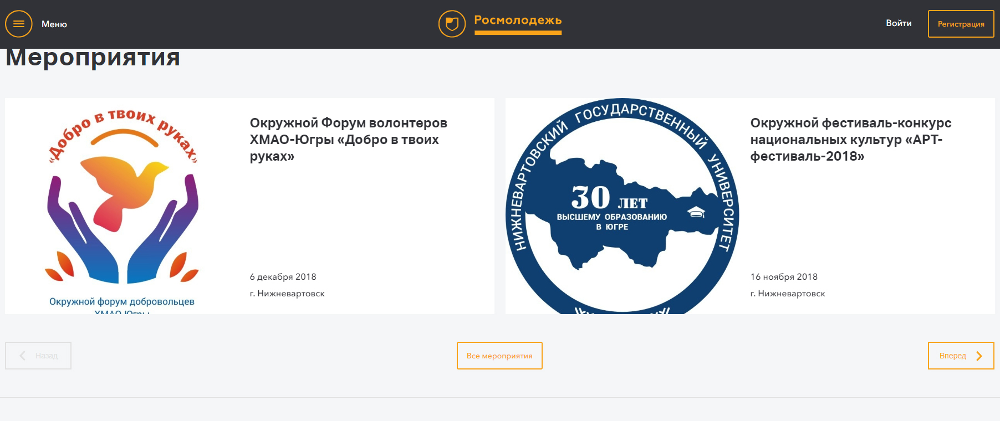 Меню
Росмолодежь
Войти
Регистрация
Мероприятия
«Добро в твоих руках»
Окружной форум добровольцев
ХМАО-Югры
Окружной Форум волонтеров
ХМАО-Югры «Добро в твоих
руках»
6 декабря 2018
г. Нижневартовск
НИЖНЕВАРТОВСКИЙ ГОСУДАРСТВЕННЫЙ УНИВЕРСИТЕТ
30 ЛЕТ
ВЫСШЕМУ ОБРАЗОВАНИЮ
В ЮГРЕ
Окружной фестиваль-конкурс
национальных культур «АРТ-
фестиваль-2018»
16 ноября 2018
г. Нижневартовск
Назад
Все мероприятия
Вперед